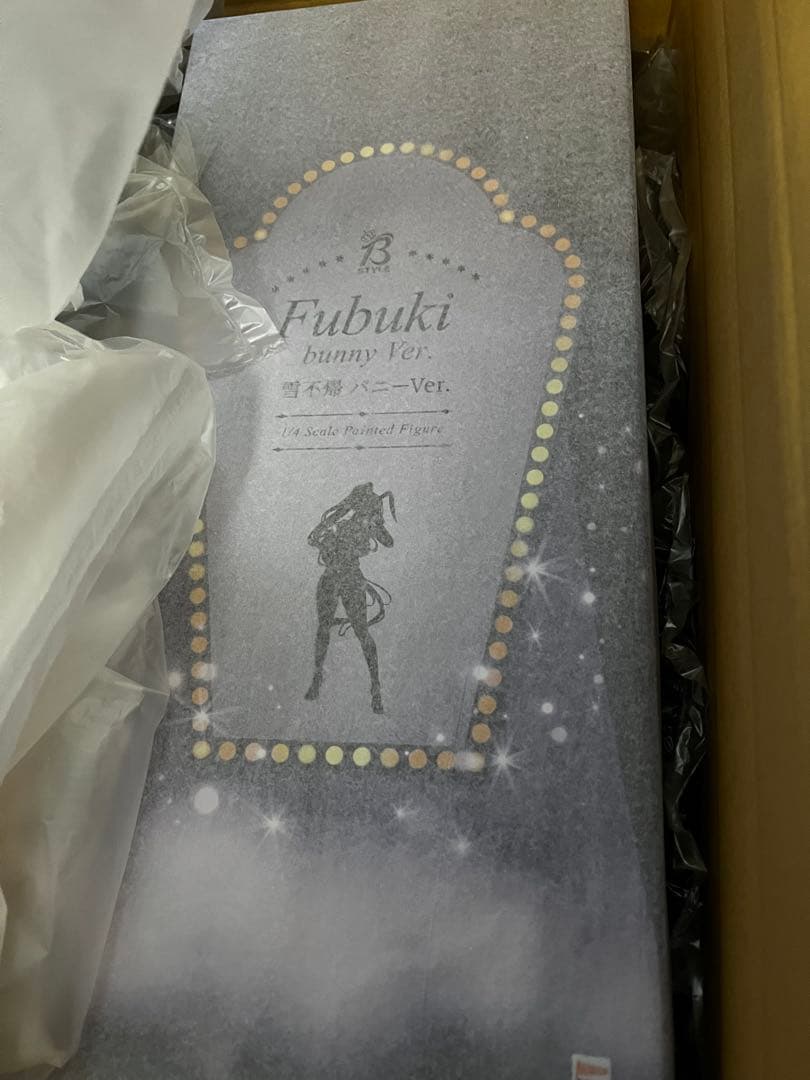 B
STYLE
Fubuki
bunny Ver.
雪不帰 バニーVer.
1/4 Scale Painted Figure